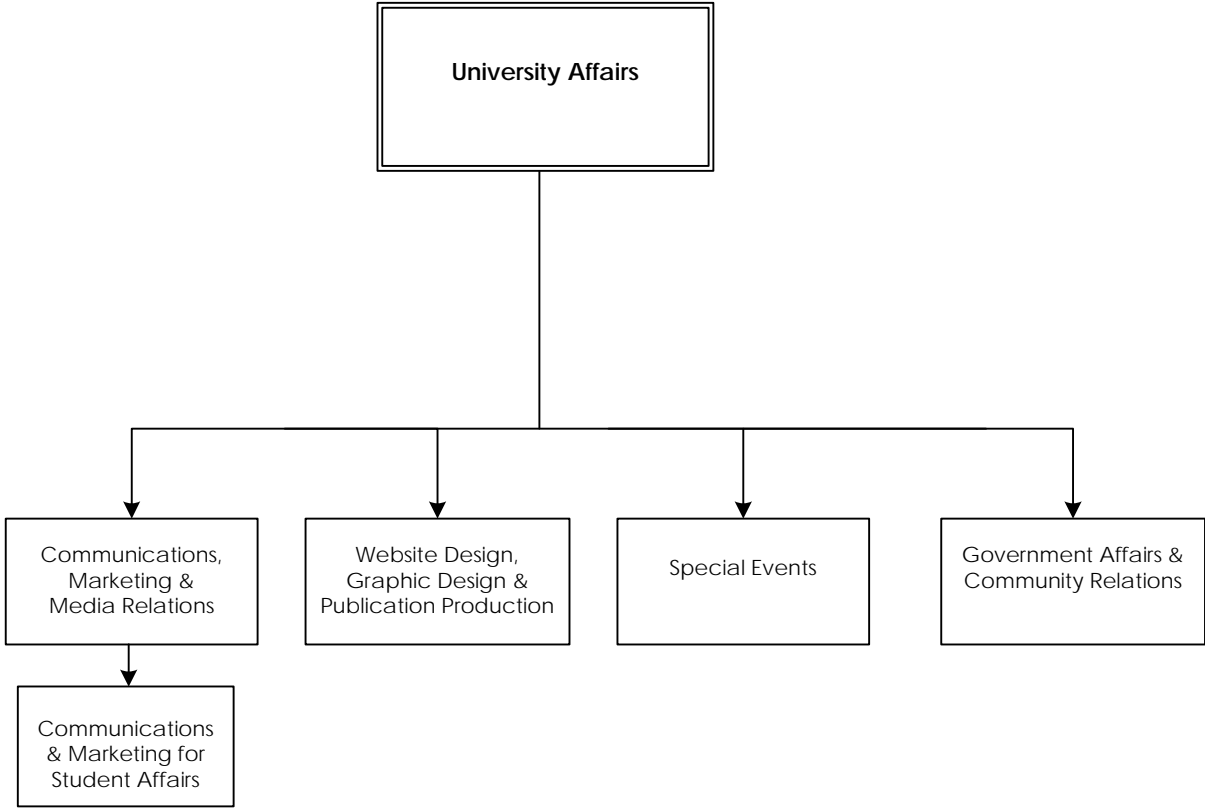 University Affairs
Communications,
Marketing &
Media Relations
Website Design,
Graphic Design &
Publication Production
Special Events
Government Affairs &
Community Relations
Communications
& Marketing for
Student Affairs